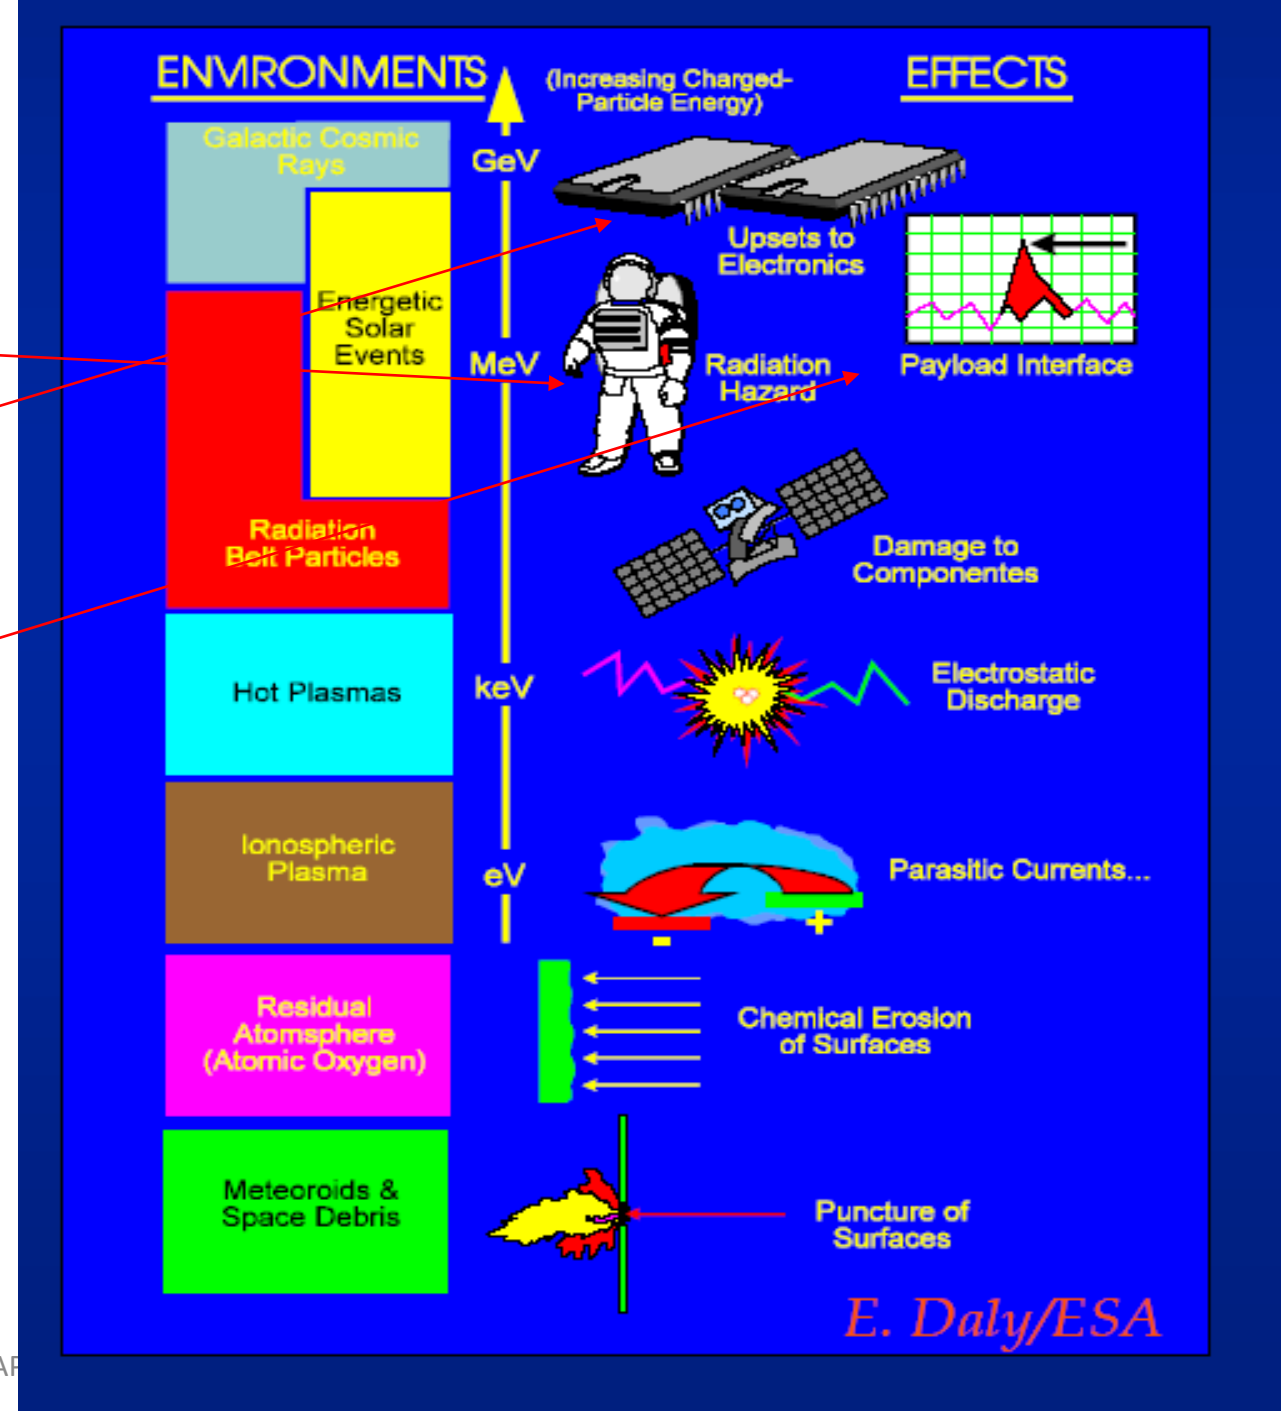 ENVIRONMENTS
(Increasing Charged-
Particle Energy)
EFFECTS
Galactic Cosmic
Rays
GeV
Upsets to
Electronics
Energetic
Solar
Events
MeV
Radiation
Hazard
Payload Interface
Radiation
Belt Particles
Damage to
Componentes
Hot Plasmas
keV
Electrostatic
Discharge
Ionospheric
Plasma
eV
Parasitic Currents...
+
-
Residual
Atomsphere
(Atomic Oxygen)
Chemical Erosion
of Surfaces
Meteoroids &
Space Debris
Puncture of
Surfaces
E. Daly/ESA